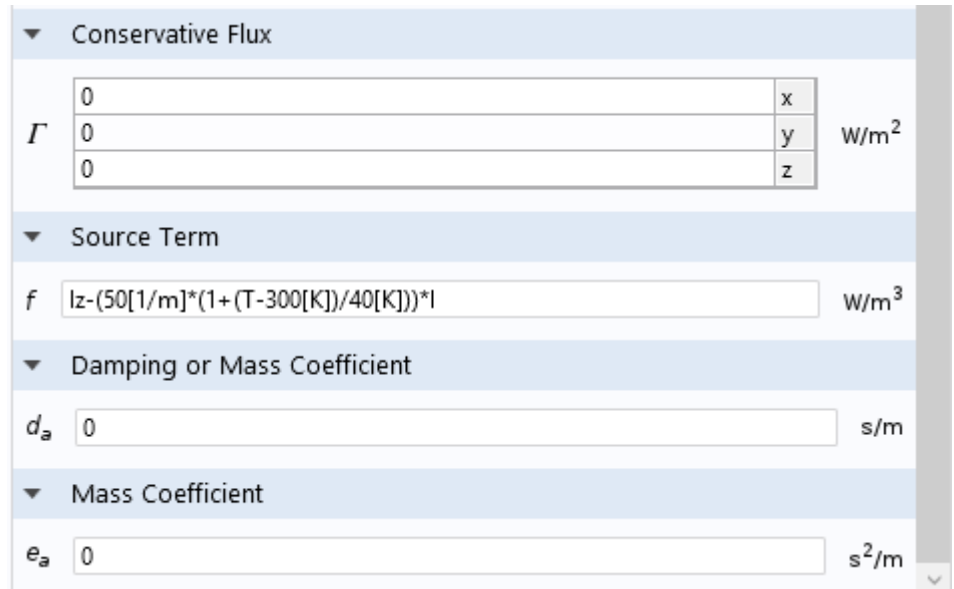 Conservative Flux
0 x
Γ 0 y W/m²
0 z
Source Term
f Iz-(50[1/m]*(1+(T-300[K])/40[K]))*I W/m³
Damping or Mass Coefficient
dₐ 0 s/m
Mass Coefficient
eₐ 0 s²/m